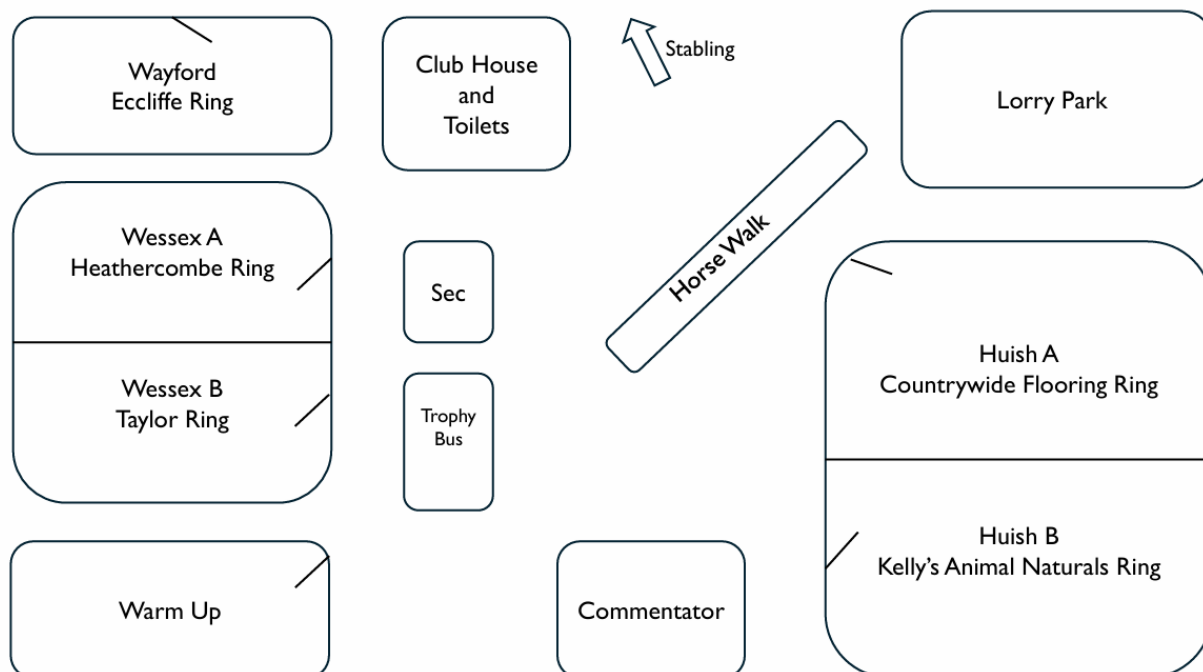 Wayford
Eccliffe Ring
Club House
and
Toilets
Stabling
Lorry Park
Wessex A
Heathercombe Ring
Sec
Horse Walk
Wessex B
Taylor Ring
Trophy
Bus
Huish A
Countrywide Flooring Ring
Huish B
Kelly's Animal Naturals Ring
Warm Up
Commentator